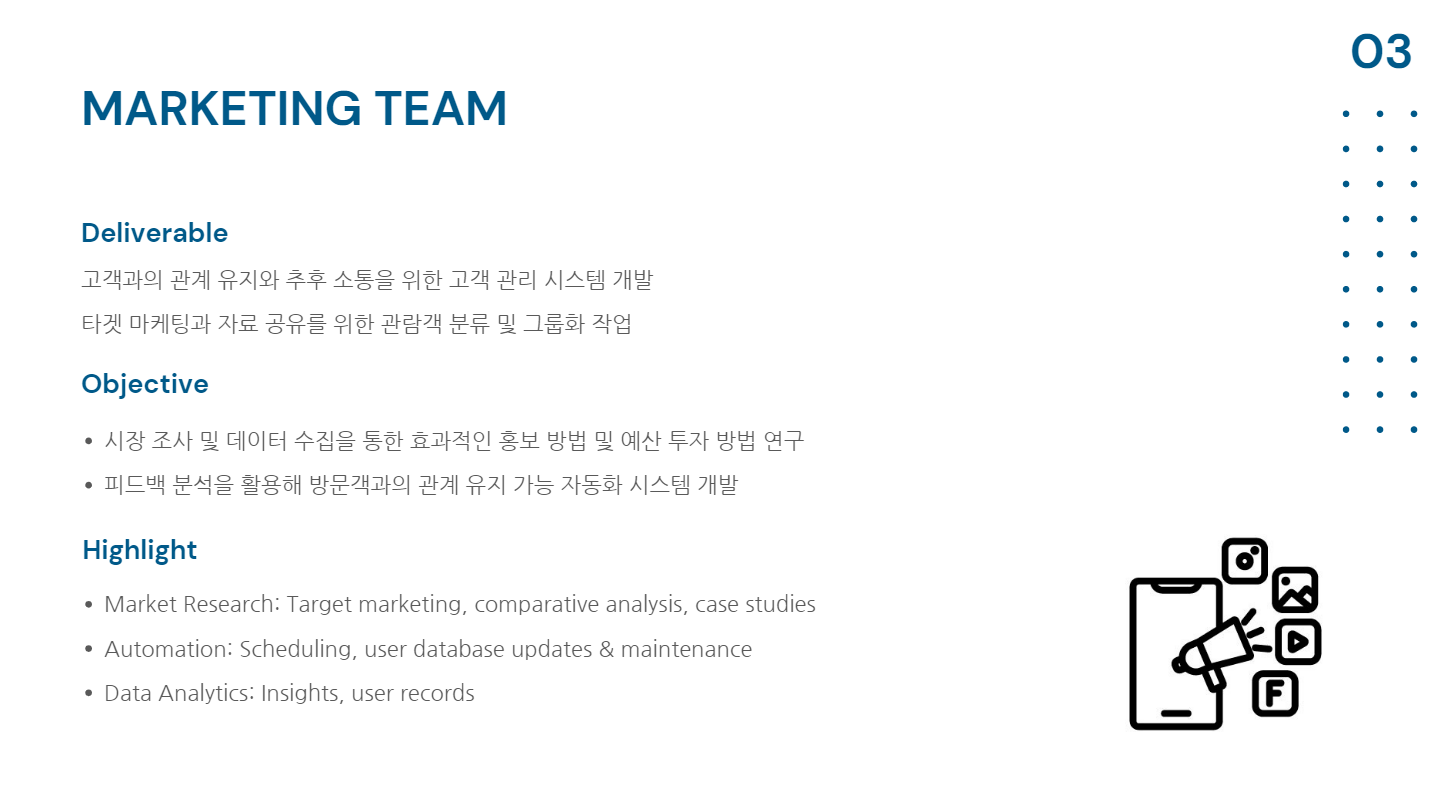 03
MARKETING TEAM
Deliverable
고객과의 관계 유지와 추후 소통을 위한 고객 관리 시스템 개발
타겟 마케팅과 자료 공유를 위한 관람객 분류 및 그룹화 작업
Objective
• 시장 조사 및 데이터 수집을 통한 효과적인 홍보 방법 및 예산 투자 방법 연구
• 피드백 분석을 활용해 방문객과의 관계 유지 가능 자동화 시스템 개발
Highlight
• Market Research: Target marketing, comparative analysis, case studies
• Automation: Scheduling, user database updates & maintenance
• Data Analytics: Insights, user records
F